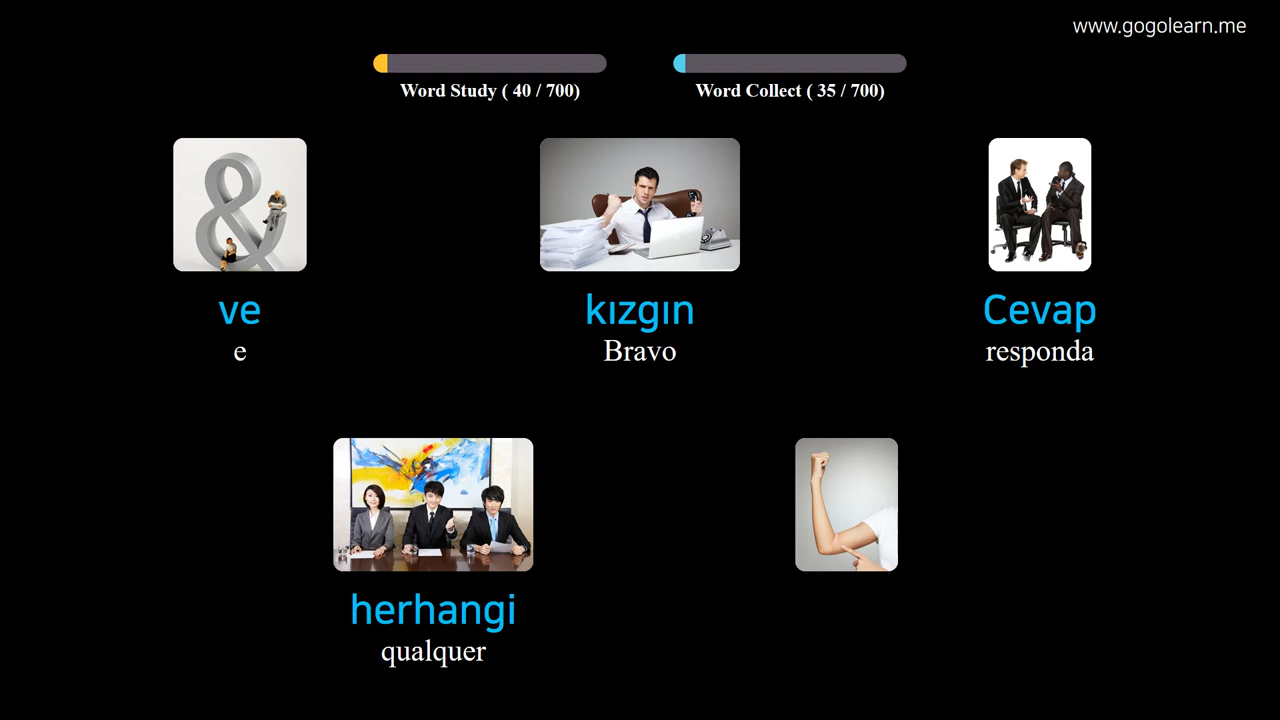 www.gogolearn.me
Word Study ( 40 / 700)
Word Collect ( 35 / 700)
ve
e
kızgın
Bravo
Cevap
responda
herhangi
qualquer